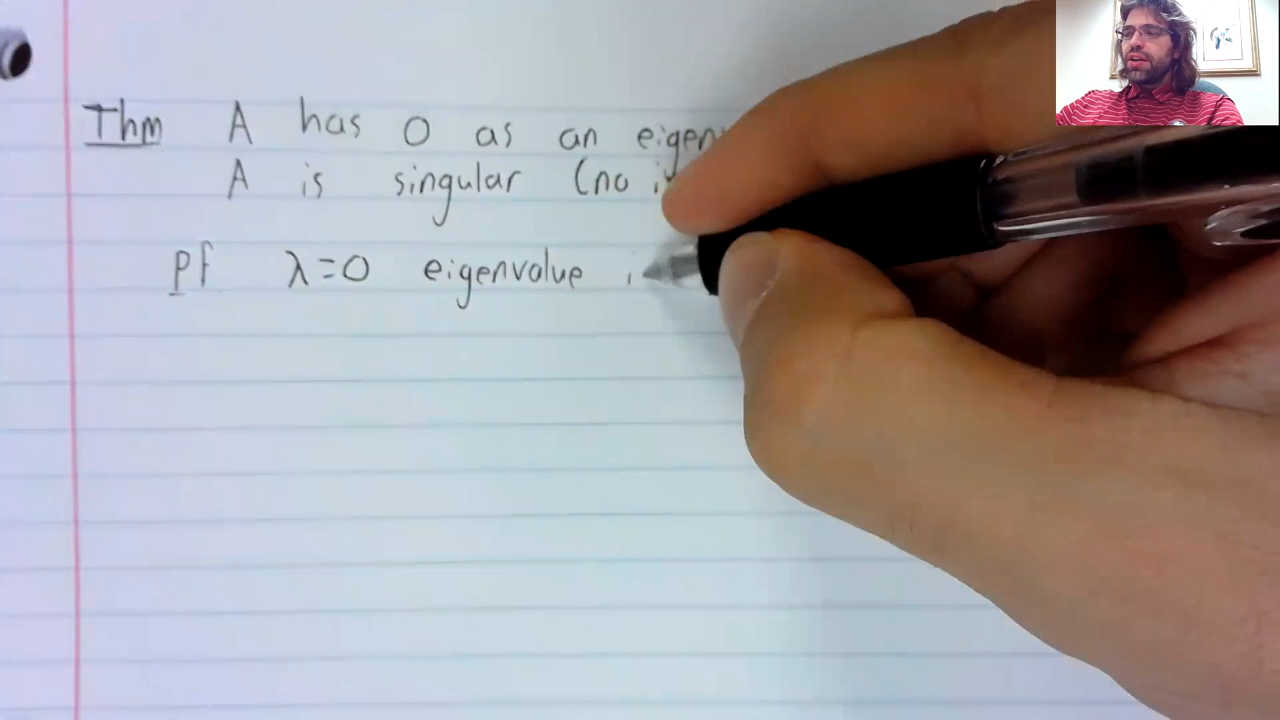 Thm A has 0 as an
A is singular (no
pf λ=0 eigenvalue